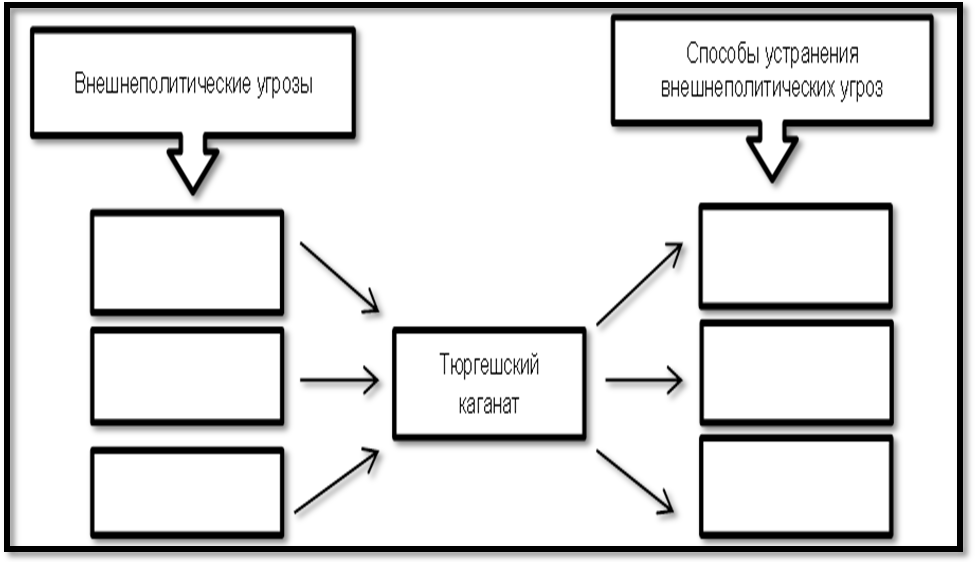 Внешнеполитические угрозы
Способы устранения
внешнеполитических угроз
Тюргешский
каганат